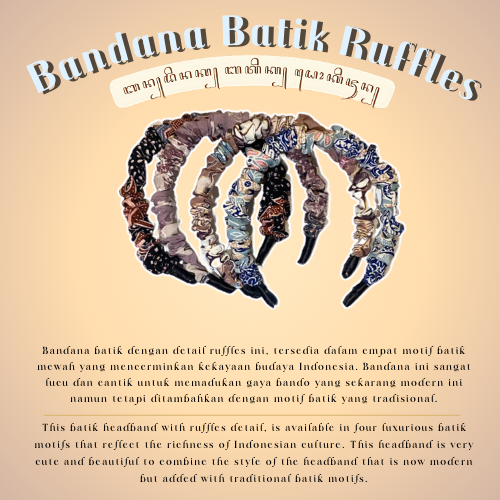 Bandana Batik Ruffles
Bandana batik dengan detail ruffles ini, tersedia dalam empat motif batik
mewah yang mencerminkan kekayaan budaya Indonesia. Bandana ini sangat
lucu dan cantik untuk memadukan gaya bando yang sekarang modern ini
namun tetapi ditambahkan dengan motif batik yang tradisional.
This batik headband with ruffles detail, is available in four luxurious batik
motifs that reflect the richness of Indonesian culture. This headband is very
cute and beautiful to combine the style of the headband that is now modern
but added with traditional batik motifs.